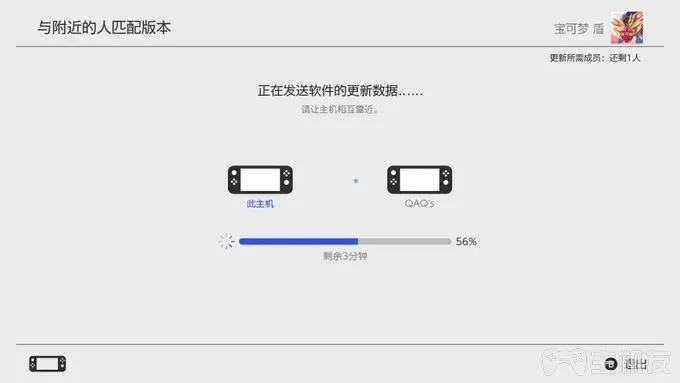 与附近的人匹配版本
宝可梦 盾
更新所需成员：还剩1人
正在发送软件的更新数据......
请让主机相互靠近。
此主机
QAQ's
56%
剩余3分钟
B 退出